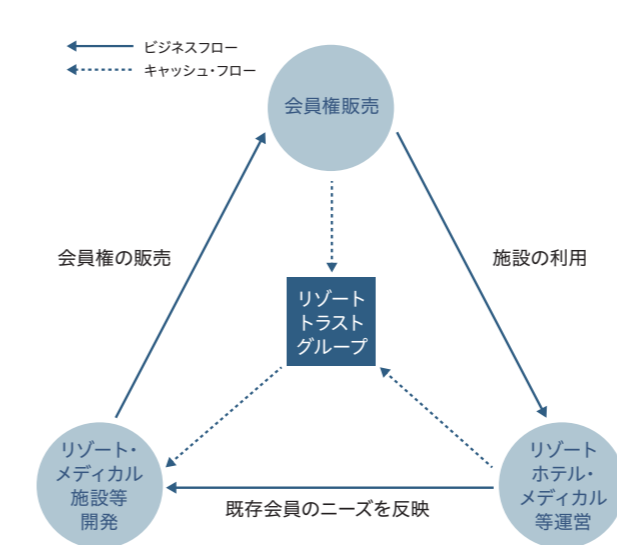 ビジネスフロー
キャッシュ・フロー
会員権販売
会員権の販売
施設の利用
リゾート
トラスト
グループ
リゾート・
メディカル
施設等
開発
既存会員のニーズを反映
リゾート
ホテル・
メディカル
等運営